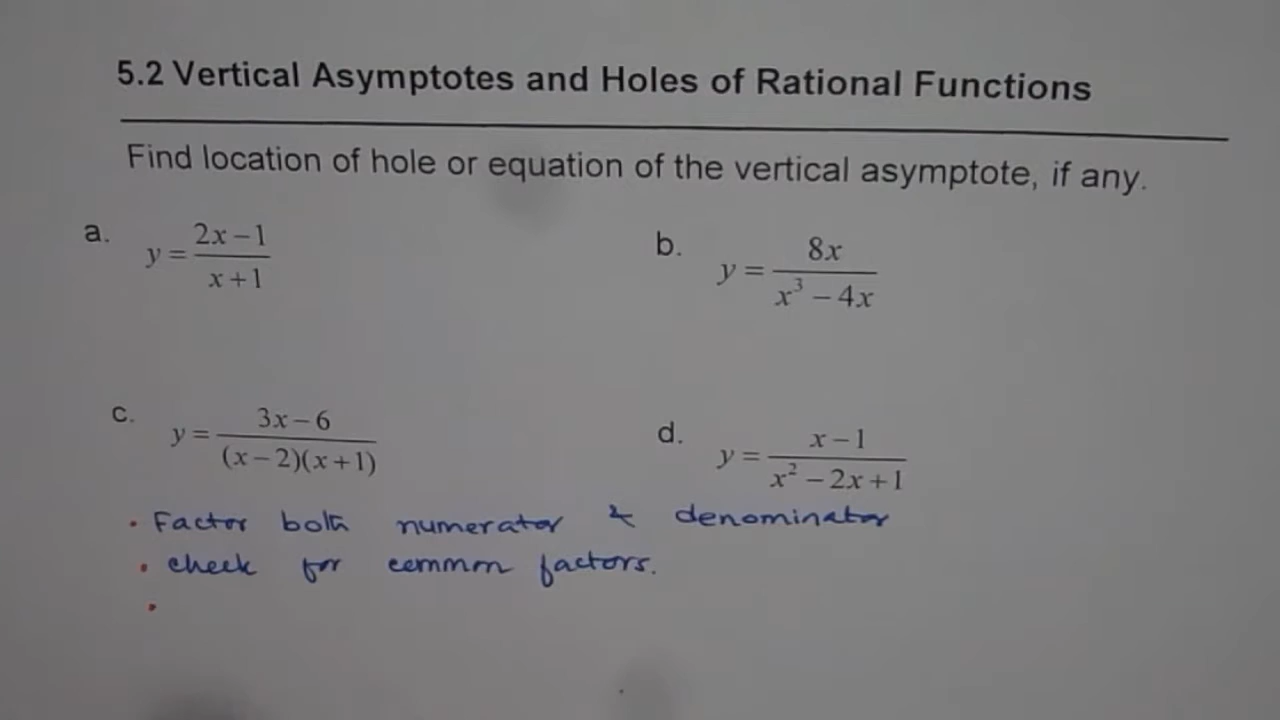 5.2 Vertical Asymptotes and Holes of Rational Functions
Find location of hole or equation of the vertical asymptote, if any.
a. y = (2x − 1)/(x + 1)
b. y = 8x/(x³ − 4x)
c. y = (3x − 6)/((x − 2)(x + 1))
d. y = (x − 1)/(x² − 2x + 1)
• Factor both numerator & denominator
• check for common factors.
•